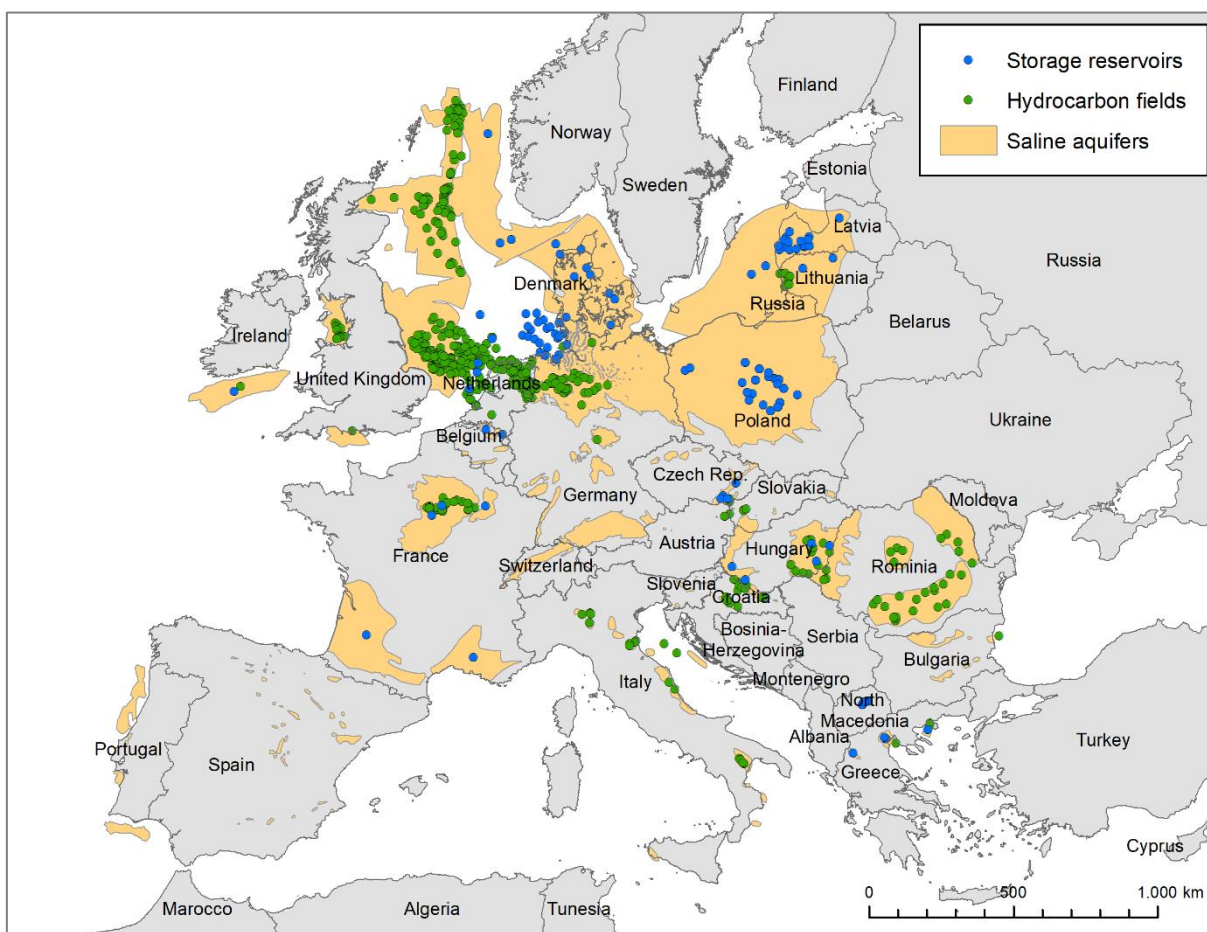 Storage reservoirs
Hydrocarbon fields
Saline aquifers
Finland
Norway
Sweden
Estonia
Latvia
Russia
Lithuania
Denmark
Russia
Belarus
Ireland
United Kingdom
Netherlands
Poland
Ukraine
Belgium
Czech Rep.
Slovakia
Germany
Moldova
Austria
Hungary
France
Switzerland
Rominia
Slovenia
Croatia
Bosinia-
Herzegovina
Serbia
Bulgaria
Italy
Montenegro
North
Macedonia
Albania
Portugal
Spain
Turkey
Greece
Cyprus
0
500
1.000 km
Marocco
Algeria
Tunesia